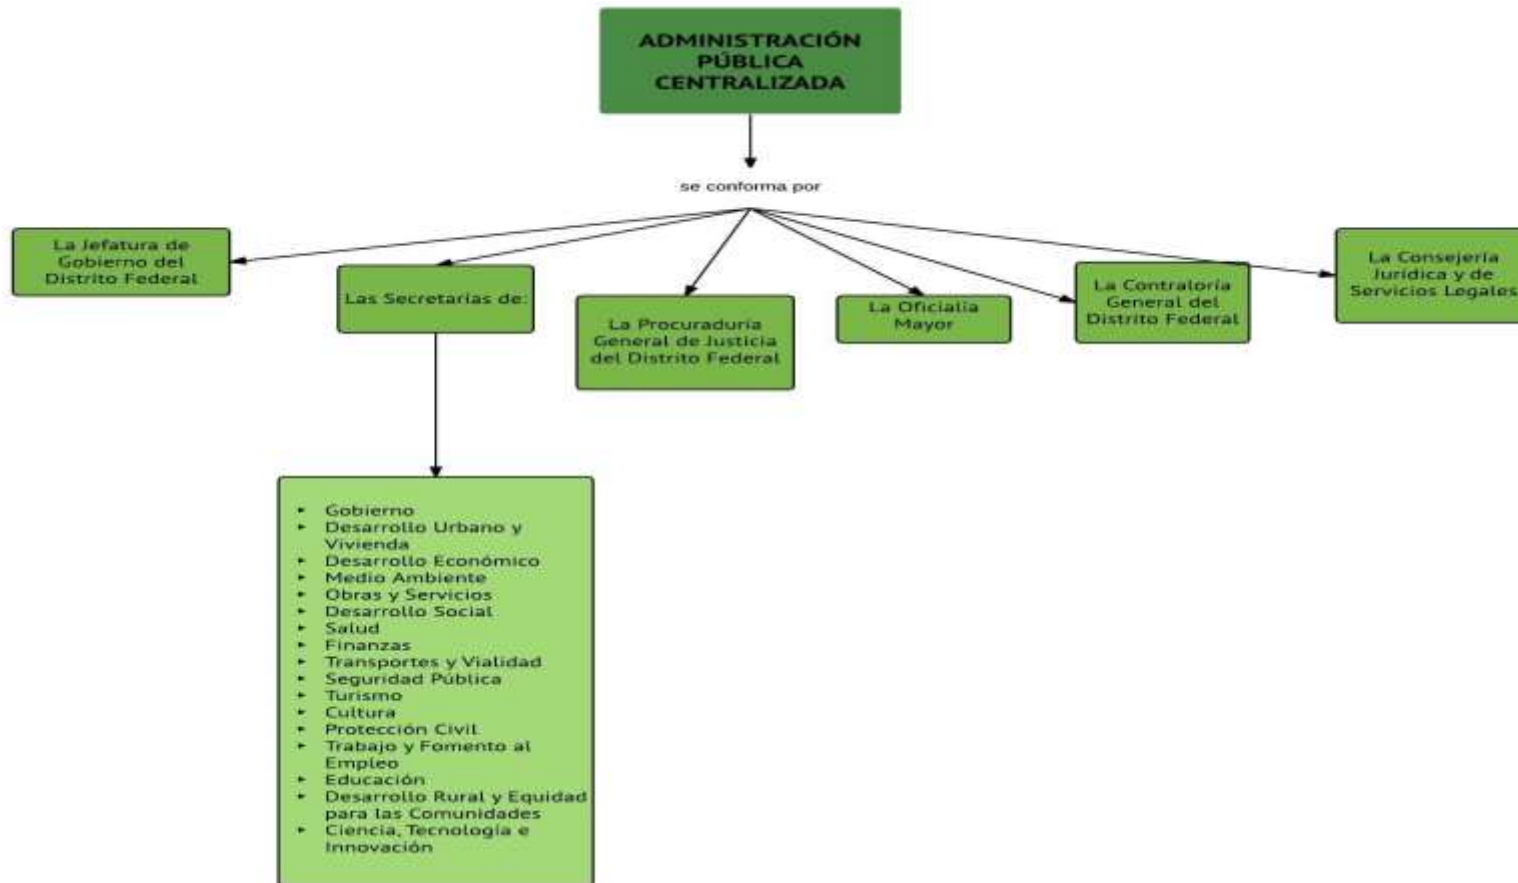 ADMINISTRACIÓN
PÚBLICA
CENTRALIZADA
se conforma por
La Jefatura de
Gobierno del
Distrito Federal
Las Secretarías de:
La Procuraduría
General de Justicia
del Distrito Federal
La Oficialía
Mayor
La Contraloría
General del
Distrito Federal
La Consejería
Jurídica y de
Servicios Legales
‣ Gobierno
‣ Desarrollo Urbano y
Vivienda
‣ Desarrollo Económico
‣ Medio Ambiente
‣ Obras y Servicios
‣ Desarrollo Social
‣ Salud
‣ Finanzas
‣ Transportes y Vialidad
‣ Seguridad Pública
‣ Turismo
‣ Cultura
‣ Protección Civil
‣ Trabajo y Fomento al
Empleo
‣ Educación
‣ Desarrollo Rural y Equidad
para las Comunidades
‣ Ciencia, Tecnología e
Innovación